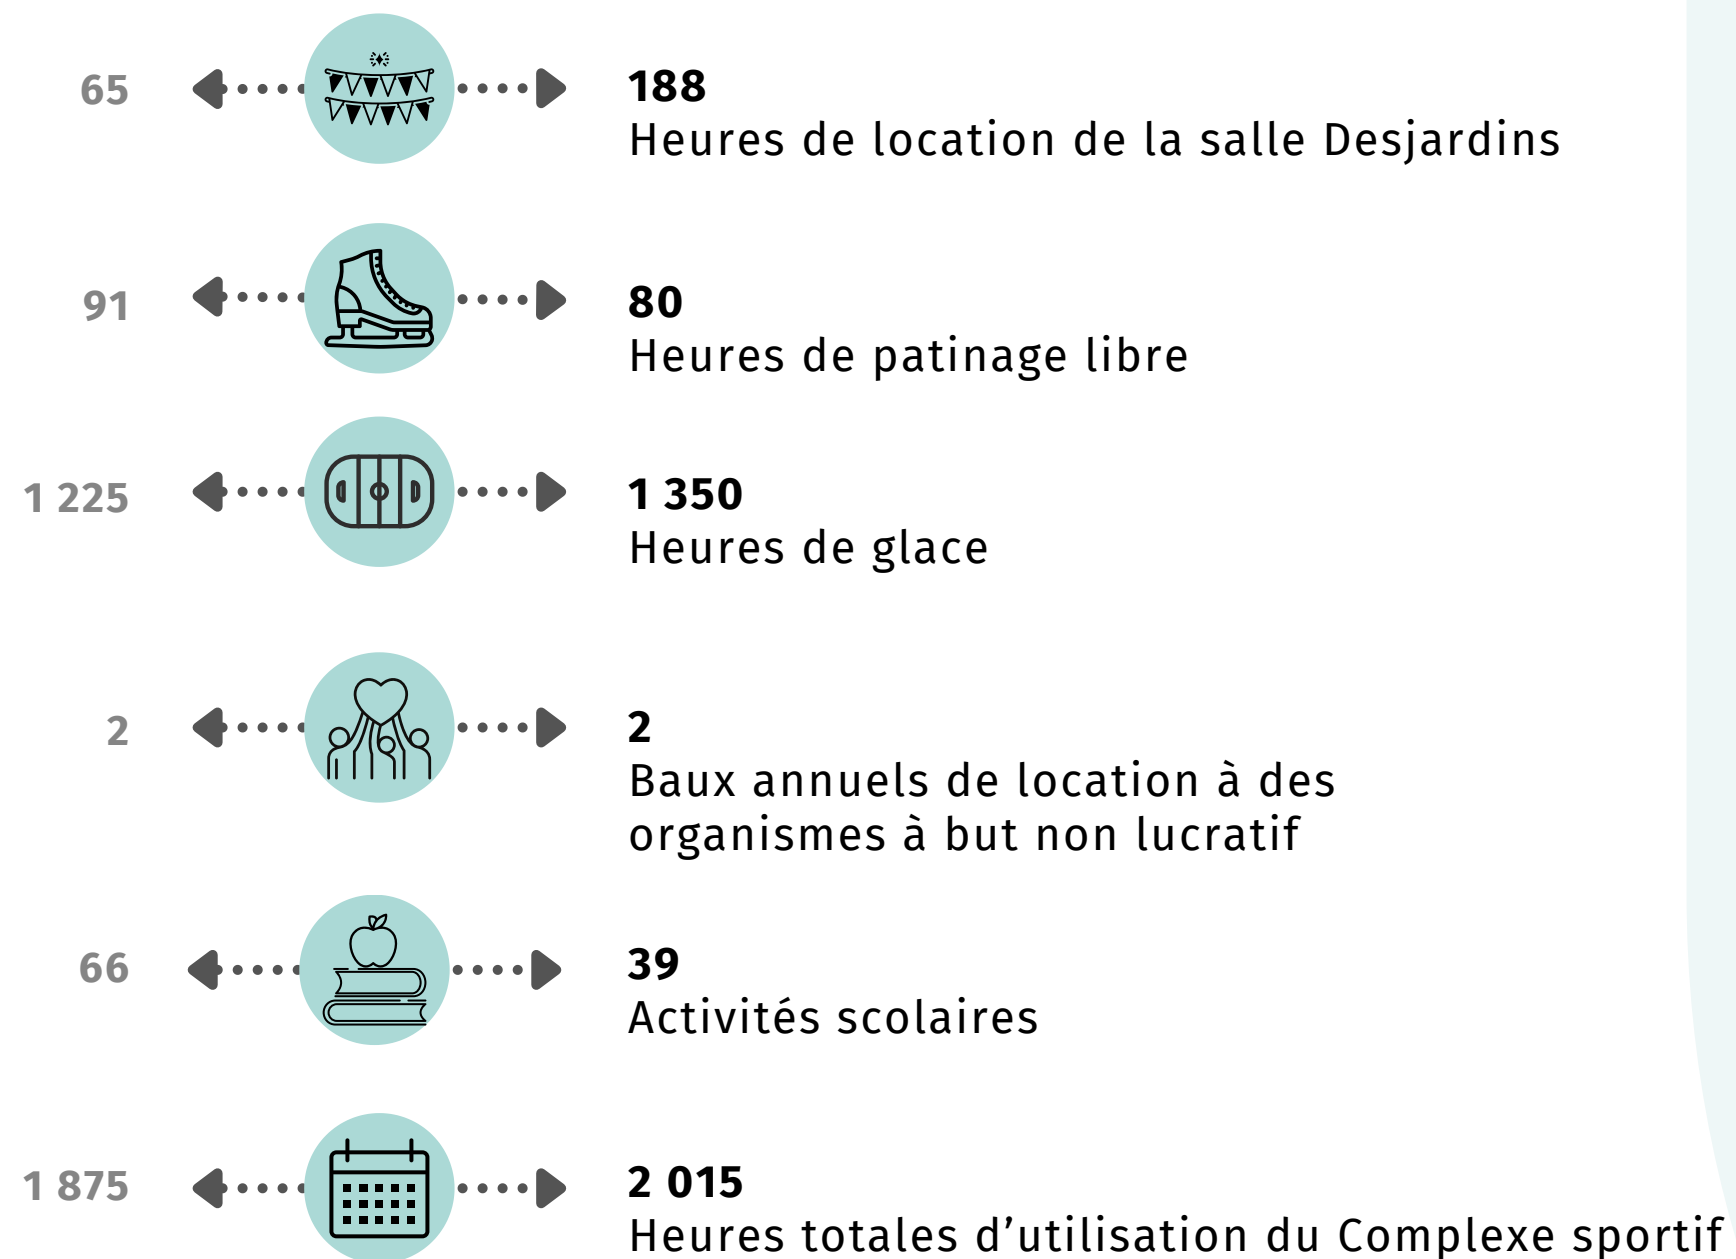 65
188
Heures de location de la salle Desjardins
91
80
Heures de patinage libre
1 225
1 350
Heures de glace
2
2
Baux annuels de location à des
organismes à but non lucratif
66
39
Activités scolaires
1 875
2 015
Heures totales d’utilisation du Complexe sportif